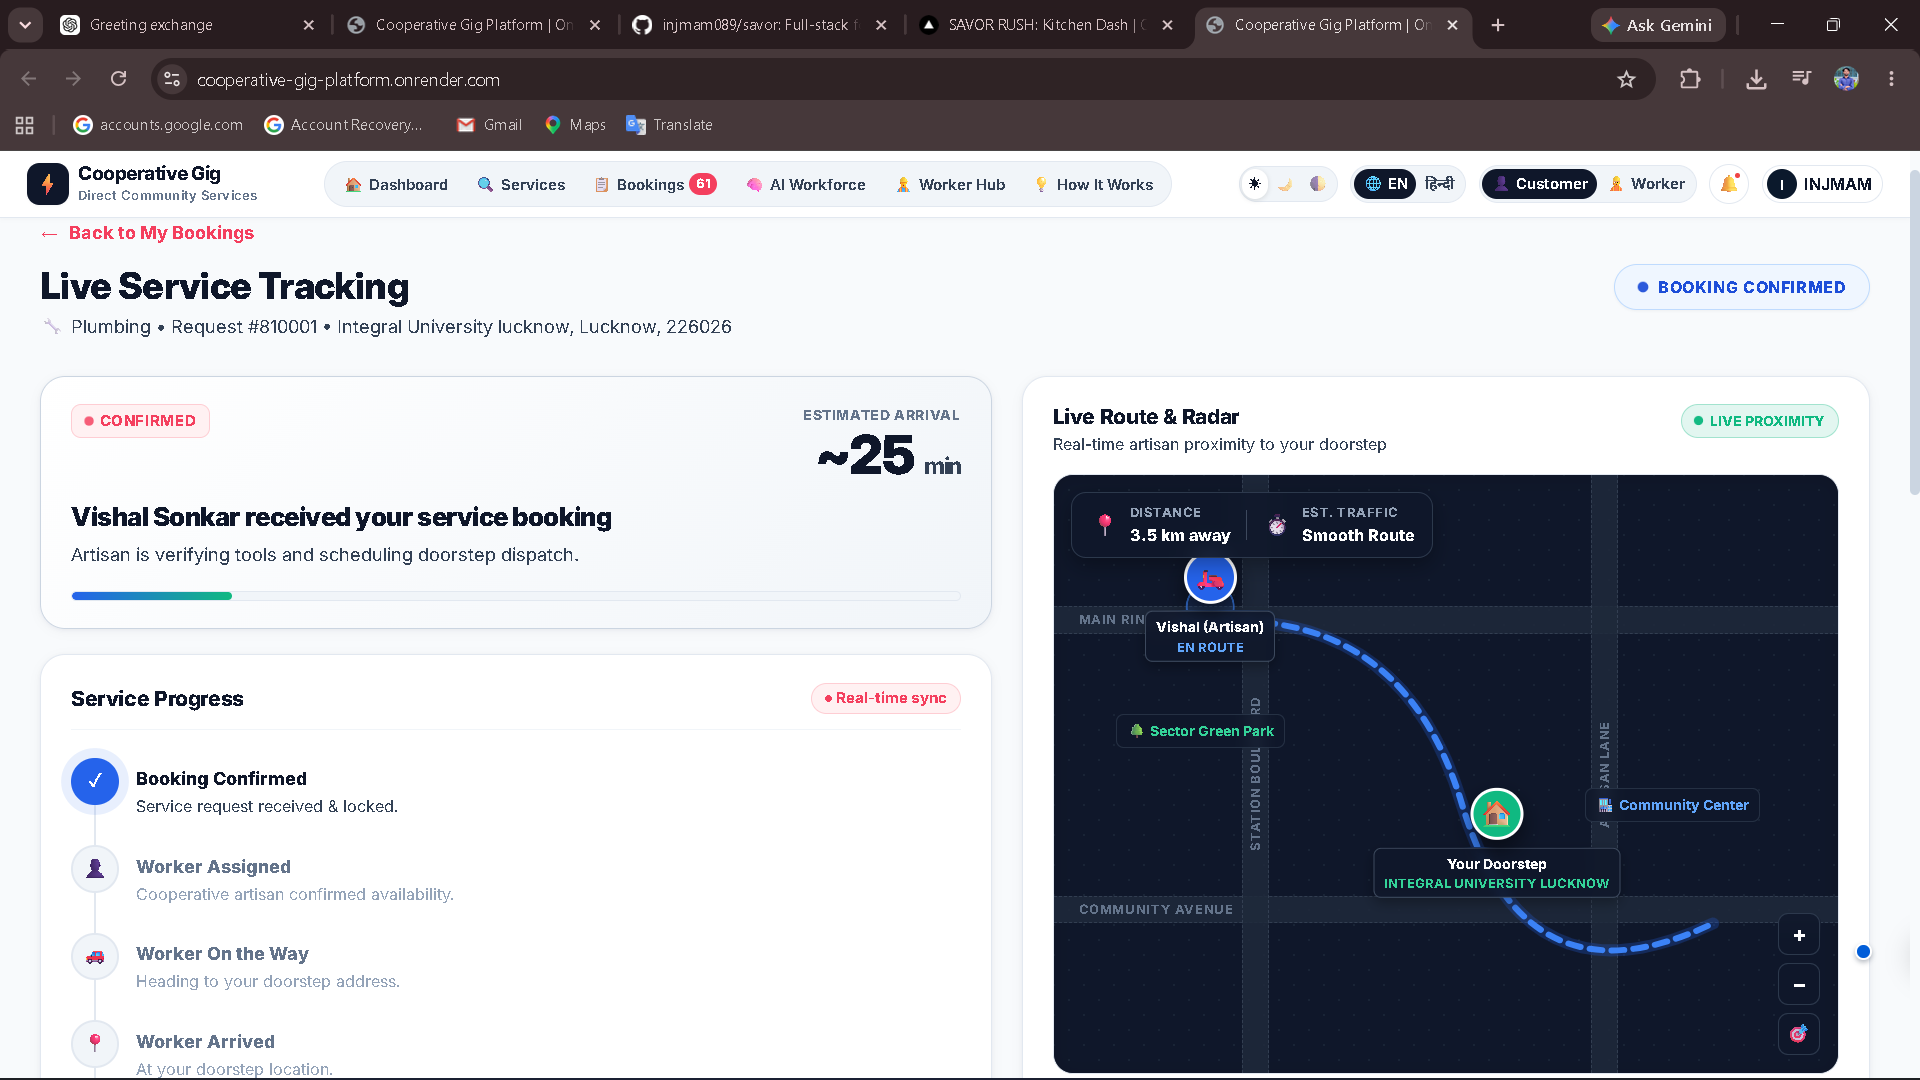 Greeting exchange
Cooperative Gig Platform | On
injmam089/savor: Full-stack f
SAVOR RUSH: Kitchen Dash |
Cooperative Gig Platform | On
Ask Gemini
cooperative-gig-platform.onrender.com
accounts.google.com
Account Recovery...
Gmail
Maps
Translate
Cooperative Gig
Direct Community Services
Dashboard
Services
Bookings 61
AI Workforce
Worker Hub
How It Works
EN
हिन्दी
Customer
Worker
I
INJMAM
← Back to My Bookings
Live Service Tracking
BOOKING CONFIRMED
Plumbing • Request #810001 • Integral University lucknow, Lucknow, 226026
CONFIRMED
ESTIMATED ARRIVAL
~25 min
Vishal Sonkar received your service booking
Artisan is verifying tools and scheduling doorstep dispatch.
Service Progress
Real-time sync
Booking Confirmed
Service request received & locked.
Worker Assigned
Cooperative artisan confirmed availability.
Worker On the Way
Heading to your doorstep address.
Worker Arrived
At your doorstep location.
Live Route & Radar
Real-time artisan proximity to your doorstep
LIVE PROXIMITY
DISTANCE
3.5 km away
EST. TRAFFIC
Smooth Route
MAIN RIN
Vishal (Artisan)
EN ROUTE
Sector Green Park
STATION BOUL RD
SAN LANE
Community Center
Your Doorstep
INTEGRAL UNIVERSITY LUCKNOW
COMMUNITY AVENUE
+
−